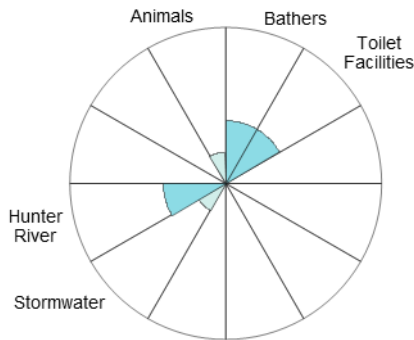 Animals
Bathers
Toilet
Facilities
Hunter
River
Stormwater